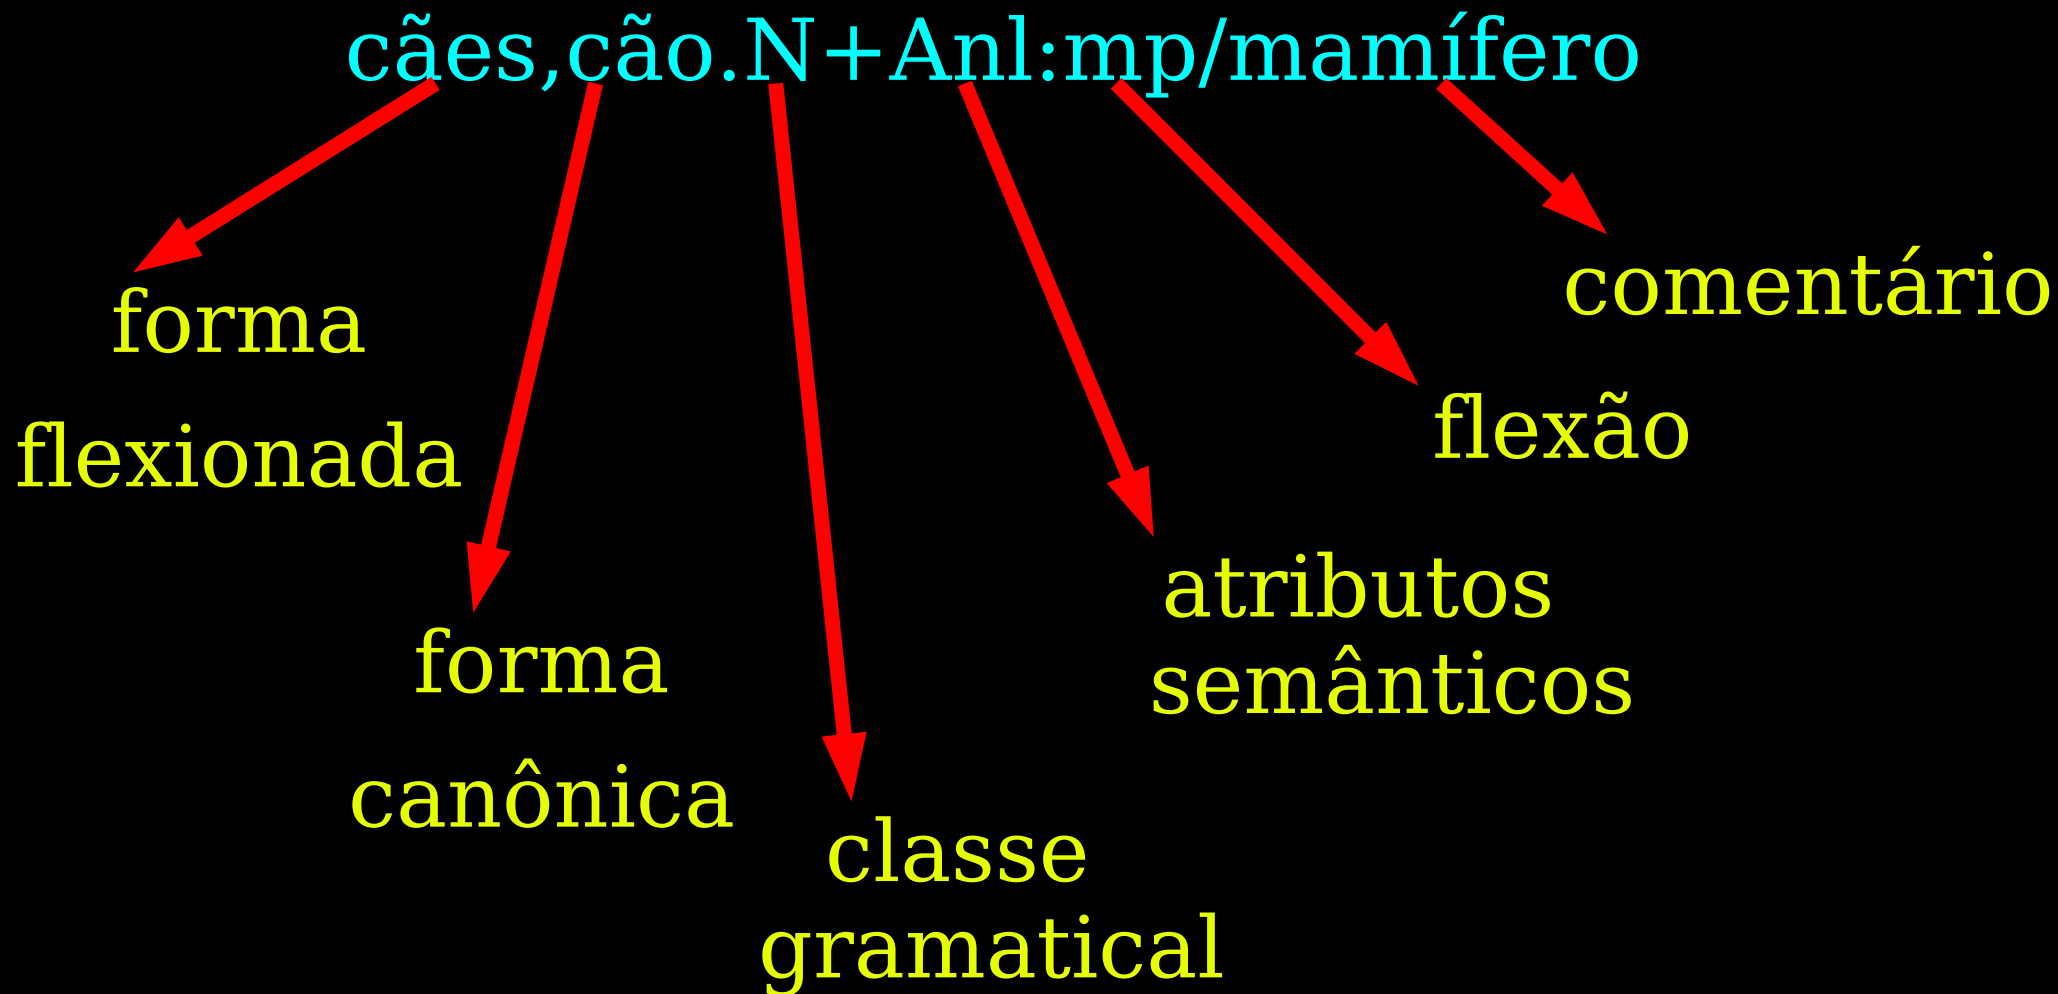 cães,cão.N+Anl:mp/mamífero
forma
flexionada
forma
canônica
classe
gramatical
atributos
semânticos
flexão
comentário